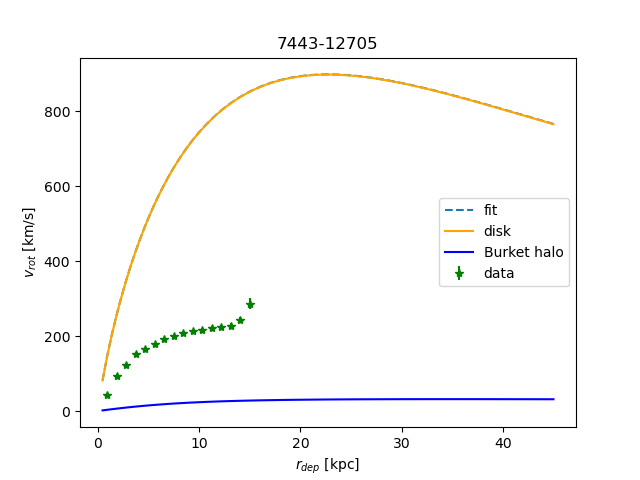 7443-12705
800
600
400
200
0
v_rot [km/s]
fit
disk
Burket halo
data
0
10
20
30
40
r_dep [kpc]